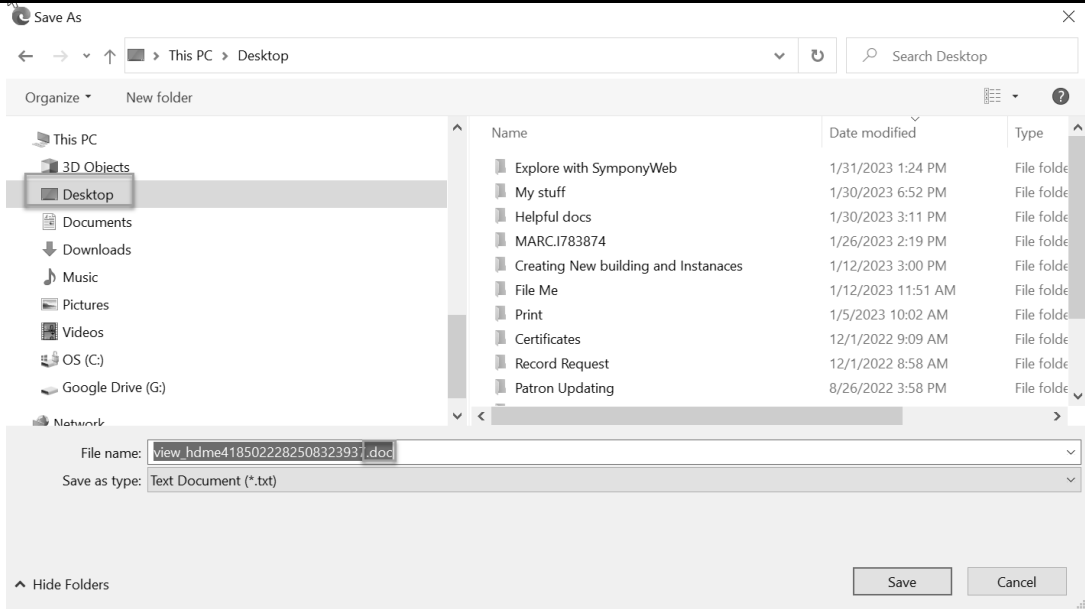 Save As
This PC > Desktop
Search Desktop
Organize
New folder
This PC
3D Objects
Desktop
Documents
Downloads
Music
Pictures
Videos
OS (C:)
Google Drive (G:)
Network
Name Date modified Type
Explore with SymponyWeb 1/31/2023 1:24 PM File folde
My stuff 1/30/2023 6:52 PM File folde
Helpful docs 1/30/2023 3:11 PM File folde
MARC.I783874 1/26/2023 2:19 PM File folde
Creating New building and Instanaces 1/12/2023 3:00 PM File folde
File Me 1/12/2023 11:51 AM File folde
Print 1/5/2023 10:02 AM File folde
Certificates 12/1/2022 9:09 AM File folde
Record Request 12/1/2022 8:58 AM File folde
Patron Updating 8/26/2022 3:58 PM File folde
File name: view_hdme4185022282508323937.doc
Save as type: Text Document (*.txt)
Hide Folders
Save
Cancel